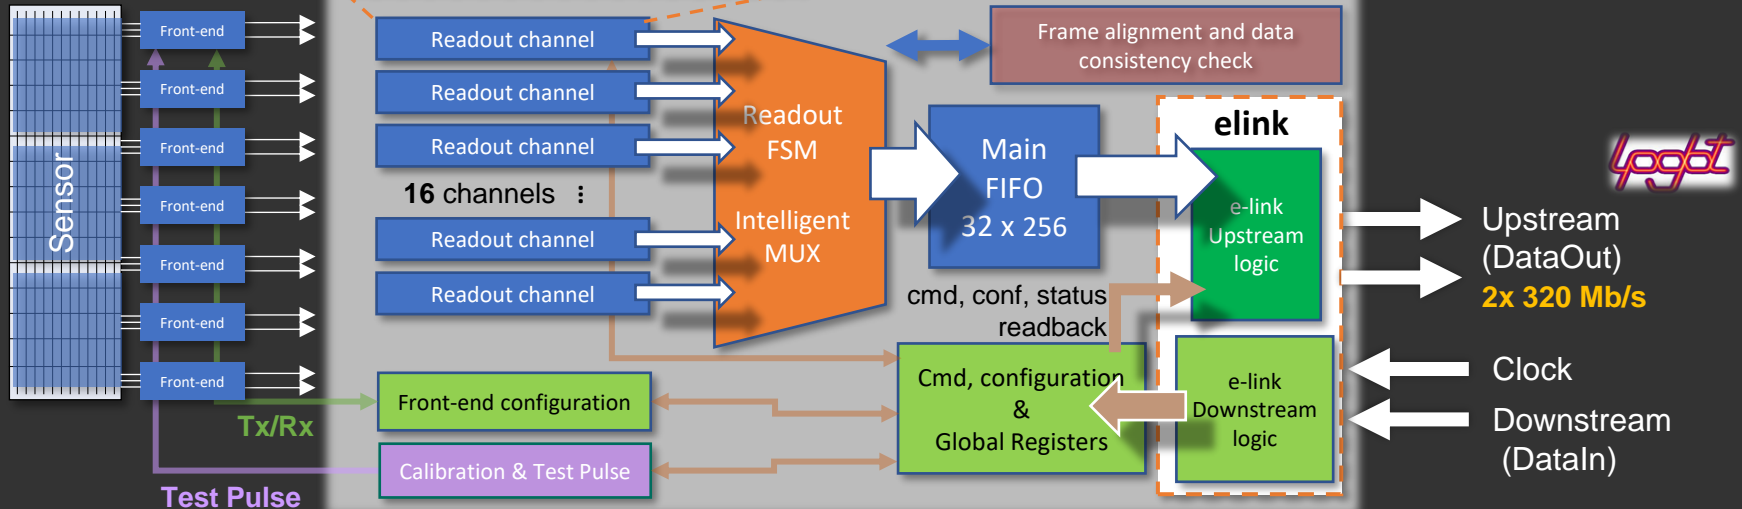 Sensor
Front-end
Front-end
Front-end
Front-end
Front-end
Front-end
Front-end
Tx/Rx
Test Pulse
Readout channel
Readout channel
Readout channel
16 channels ⋮
Readout channel
Readout channel
Front-end configuration
Calibration & Test Pulse
Readout
FSM
Intelligent
MUX
Frame alignment and data
consistency check
Main
FIFO
32 x 256
cmd, conf, status
readback
Cmd, configuration
&
Global Registers
elink
e-link
Upstream
logic
e-link
Downstream
logic
lpgbt
Upstream
(DataOut)
2x 320 Mb/s
Clock
Downstream
(DataIn)